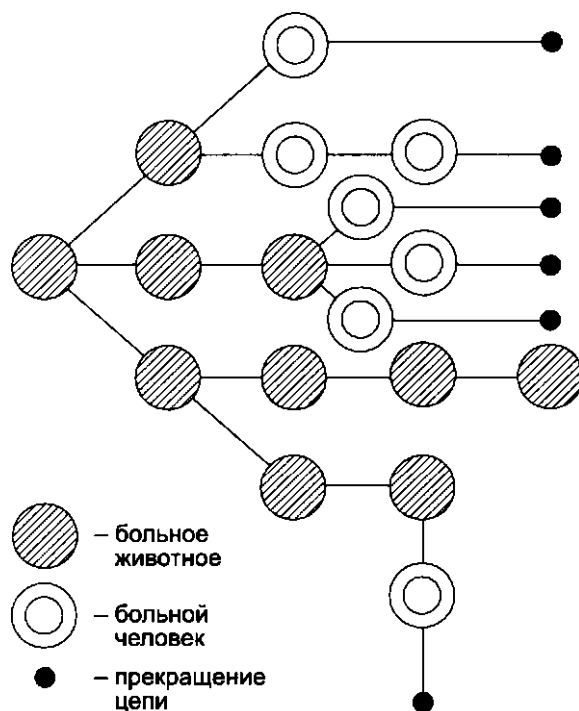 – больное
животное
– больной
человек
– прекращение
цепи